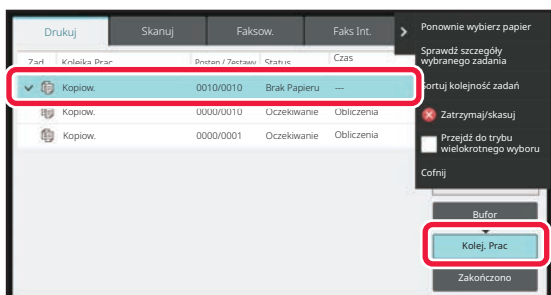 Drukuj
Skanuj
Faksow.
Faks Int.
Zad.
Kolejka Prac
Posten / Zestawy
Status
Czas
Kopiow.
0010/0010
Brak Papieru
---
Kopiow.
0000/0010
Oczekiwanie
Obliczenia
Kopiow.
0000/0001
Oczekiwanie
Obliczenia
Ponownie wybierz papier
Sprawdź szczegóły
wybranego zadania
Sortuj kolejność zadań
Zatrzymaj/skasuj
Przejdź do trybu
wielokrotnego wyboru
Cofnij
Bufor
Kolej. Prac
Zakończono